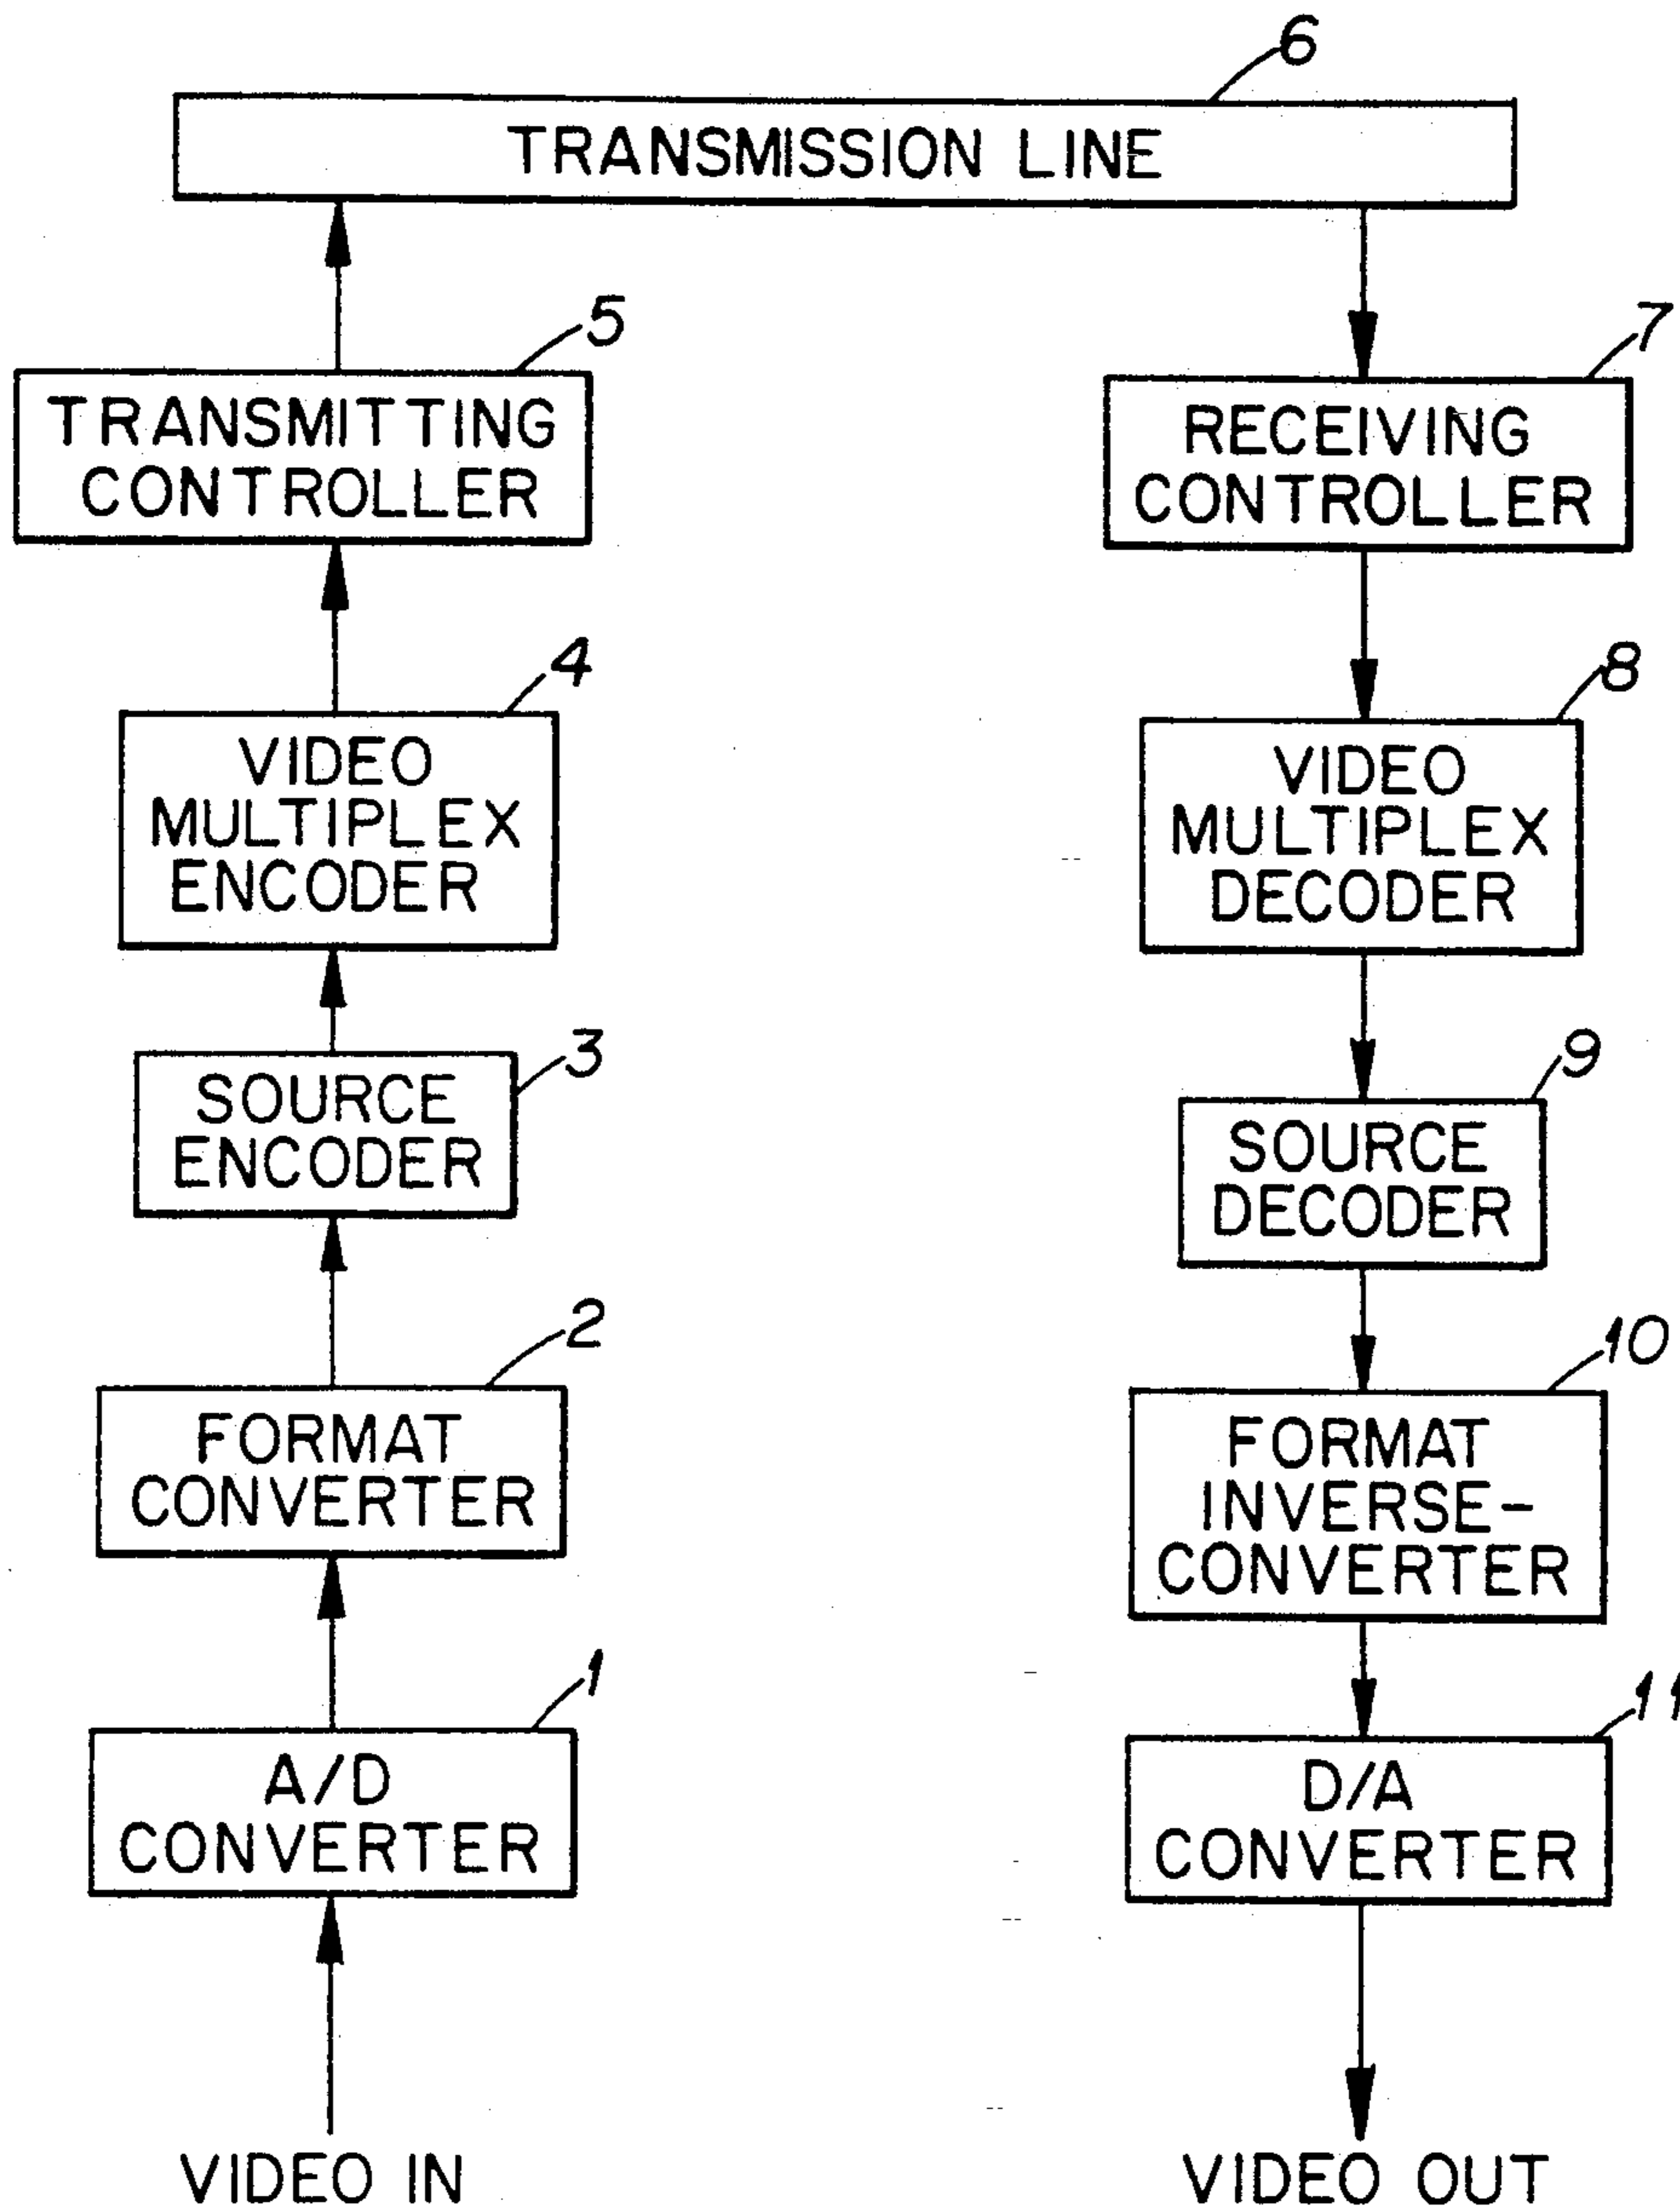 6
TRANSMISSION LINE
5
TRANSMITTING
CONTROLLER
4
VIDEO
MULTIPLEX
ENCODER
3
SOURCE
ENCODER
2
FORMAT
CONVERTER
1
A/D
CONVERTER
VIDEO IN
7
RECEIVING
CONTROLLER
8
VIDEO
MULTIPLEX
DECODER
9
SOURCE
DECODER
10
FORMAT
INVERSE-
CONVERTER
11
D/A
CONVERTER
VIDEO OUT